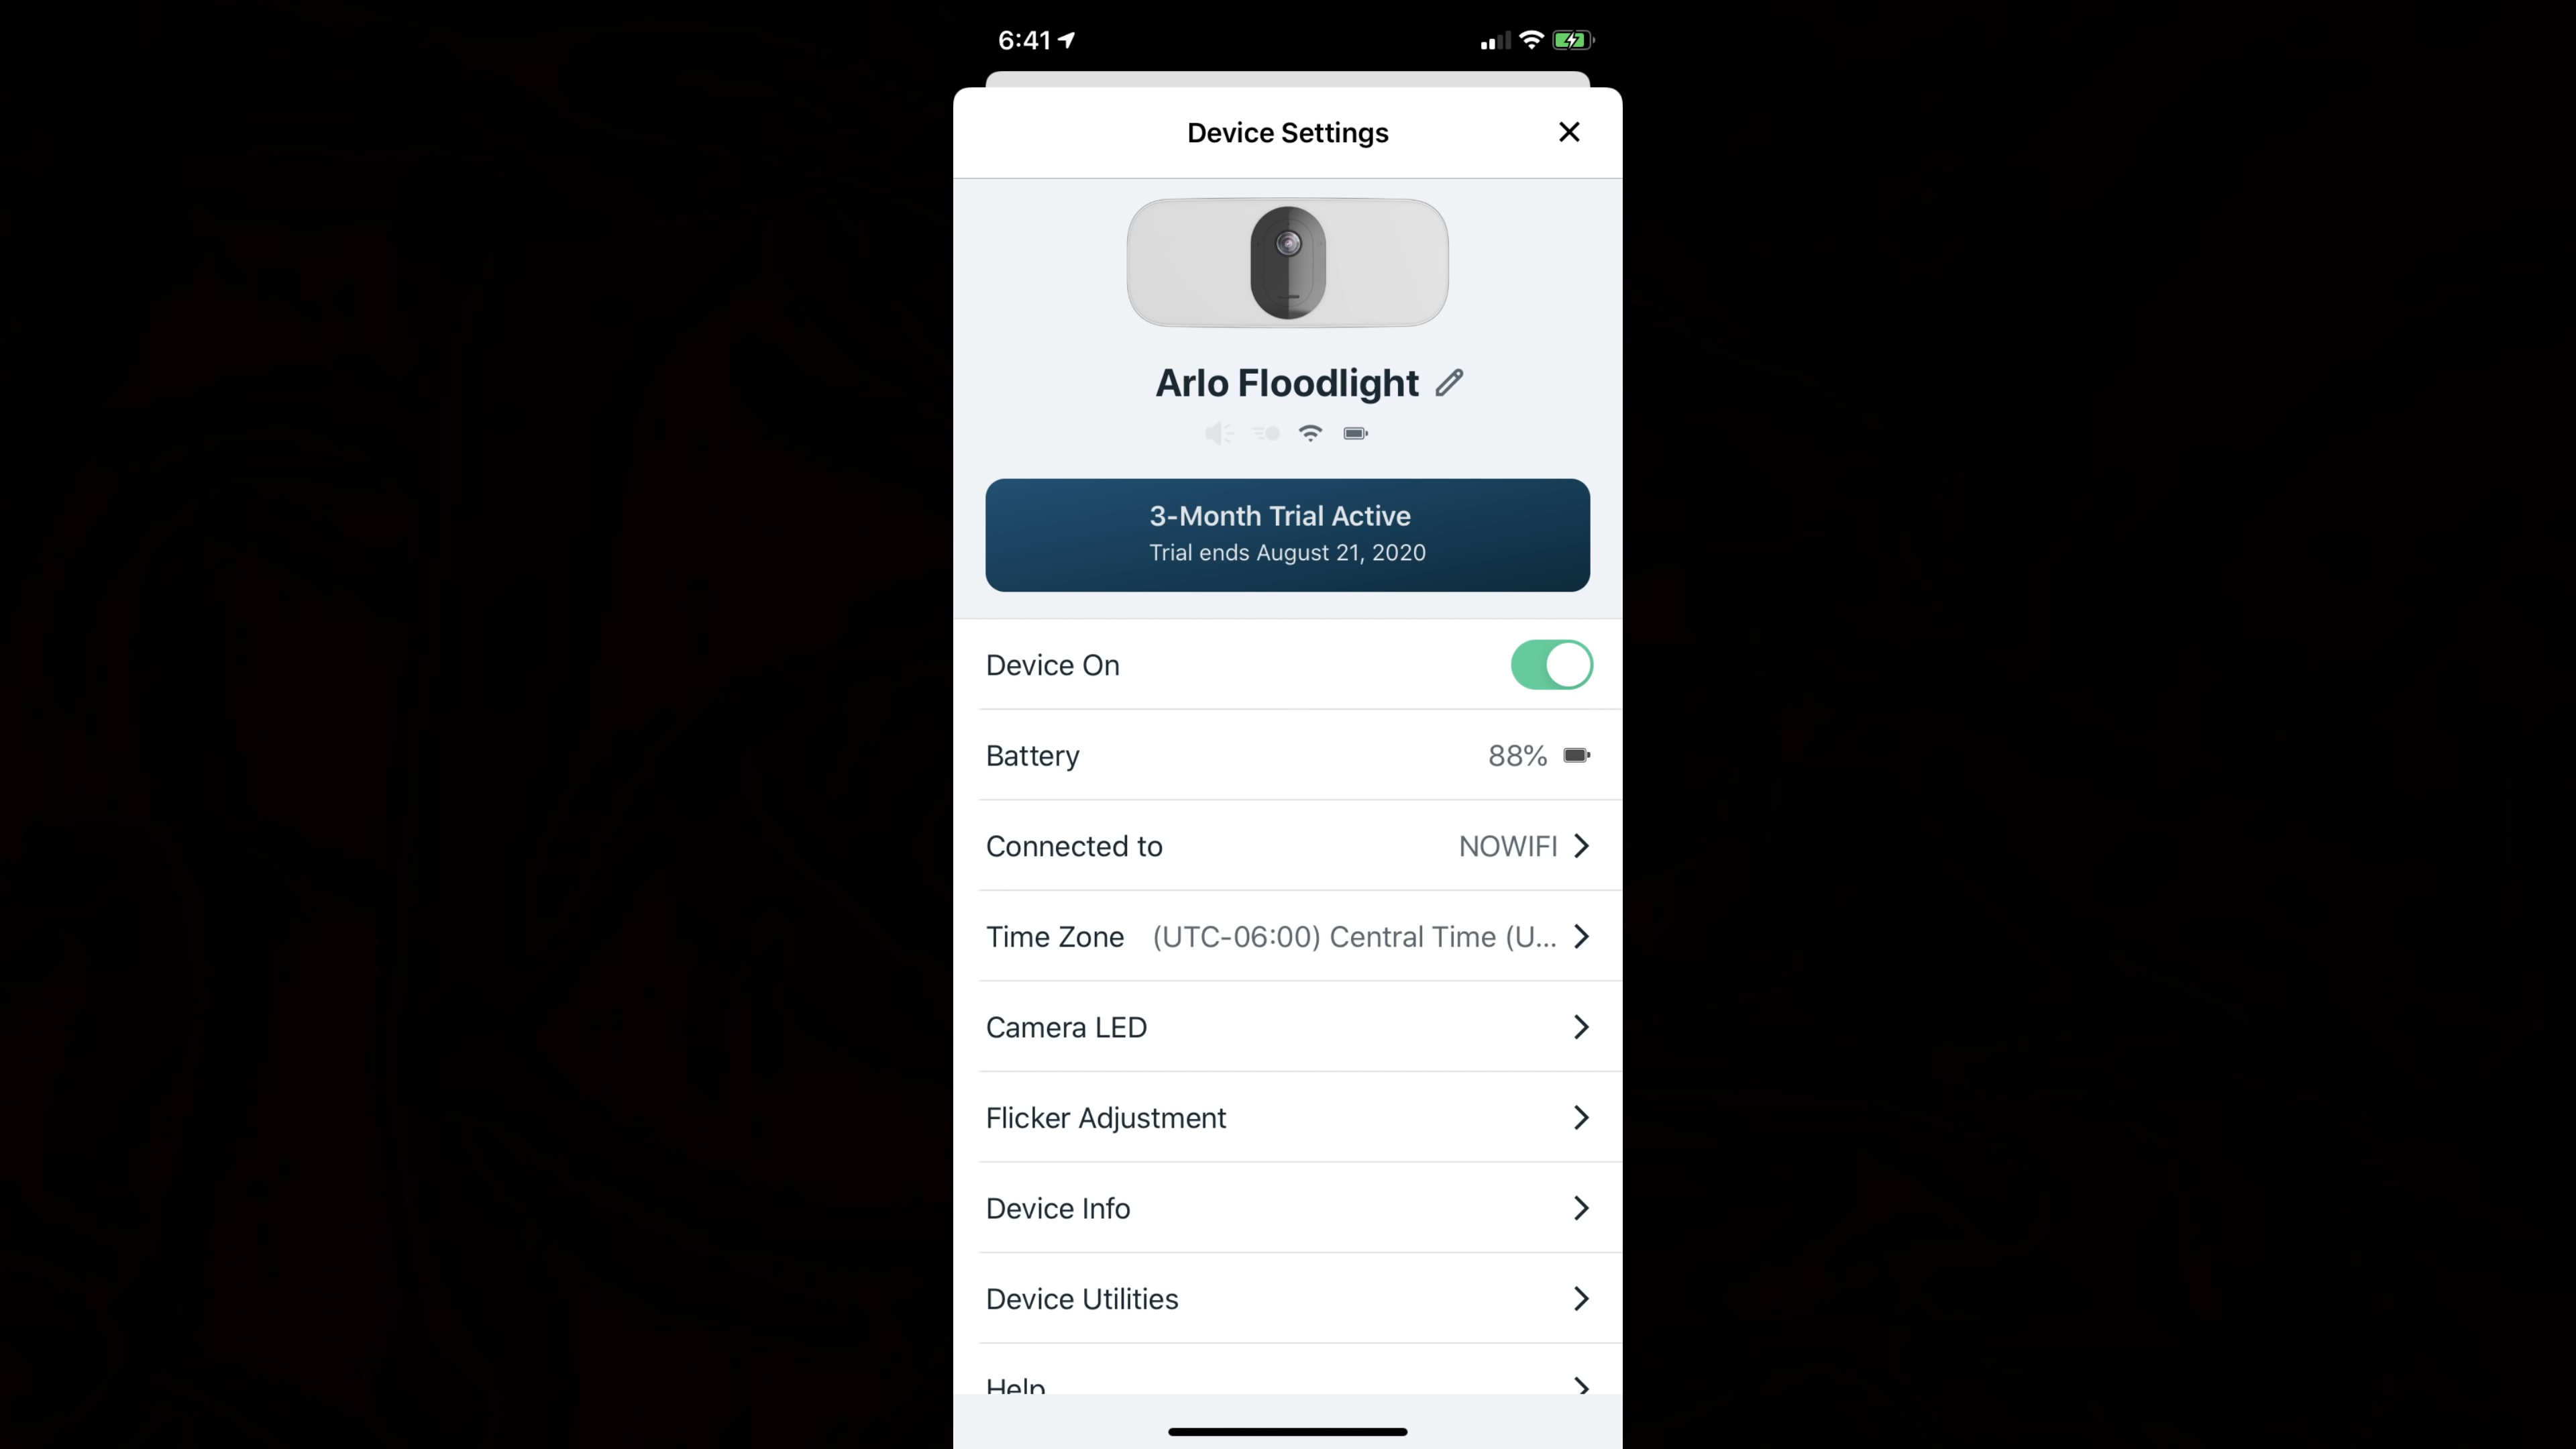 6:41
Device Settings
Arlo Floodlight
3-Month Trial Active
Trial ends August 21, 2020
Device On
Battery 88%
Connected to NOWIFI
Time Zone (UTC-06:00) Central Time (U...
Camera LED
Flicker Adjustment
Device Info
Device Utilities
Help